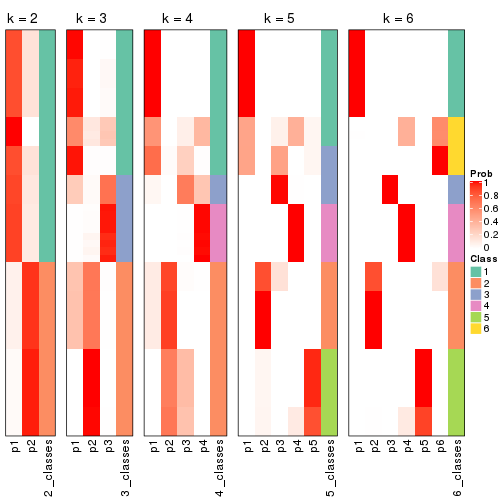 k = 2
k = 3
k = 4
k = 5
k = 6
Prob
1
0.8
0.6
0.4
0.2
0
Class
1
2
3
4
5
6
p1
p2
2_classes
p1
p2
p3
3_classes
p1
p2
p3
p4
4_classes
p1
p2
p3
p4
p5
5_classes
p1
p2
p3
p4
p5
p6
6_classes